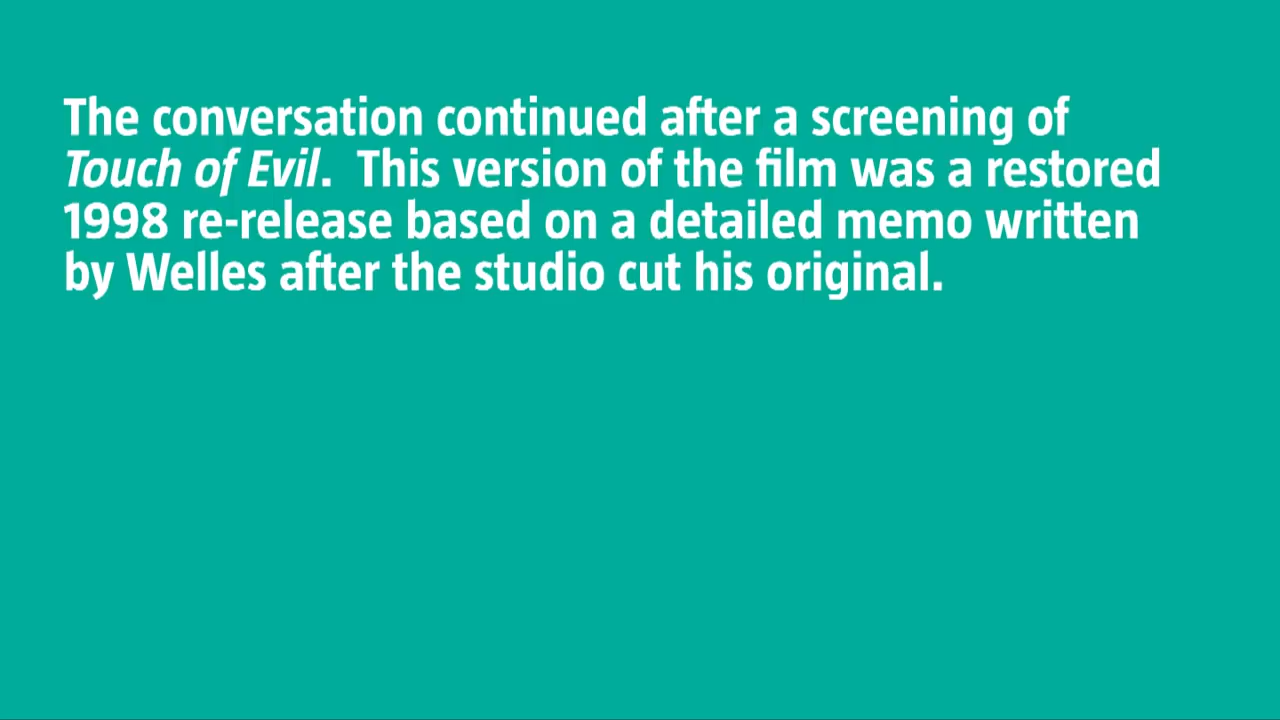 The conversation continued after a screening of
Touch of Evil.  This version of the film was a restored
1998 re-release based on a detailed memo written
by Welles after the studio cut his original.